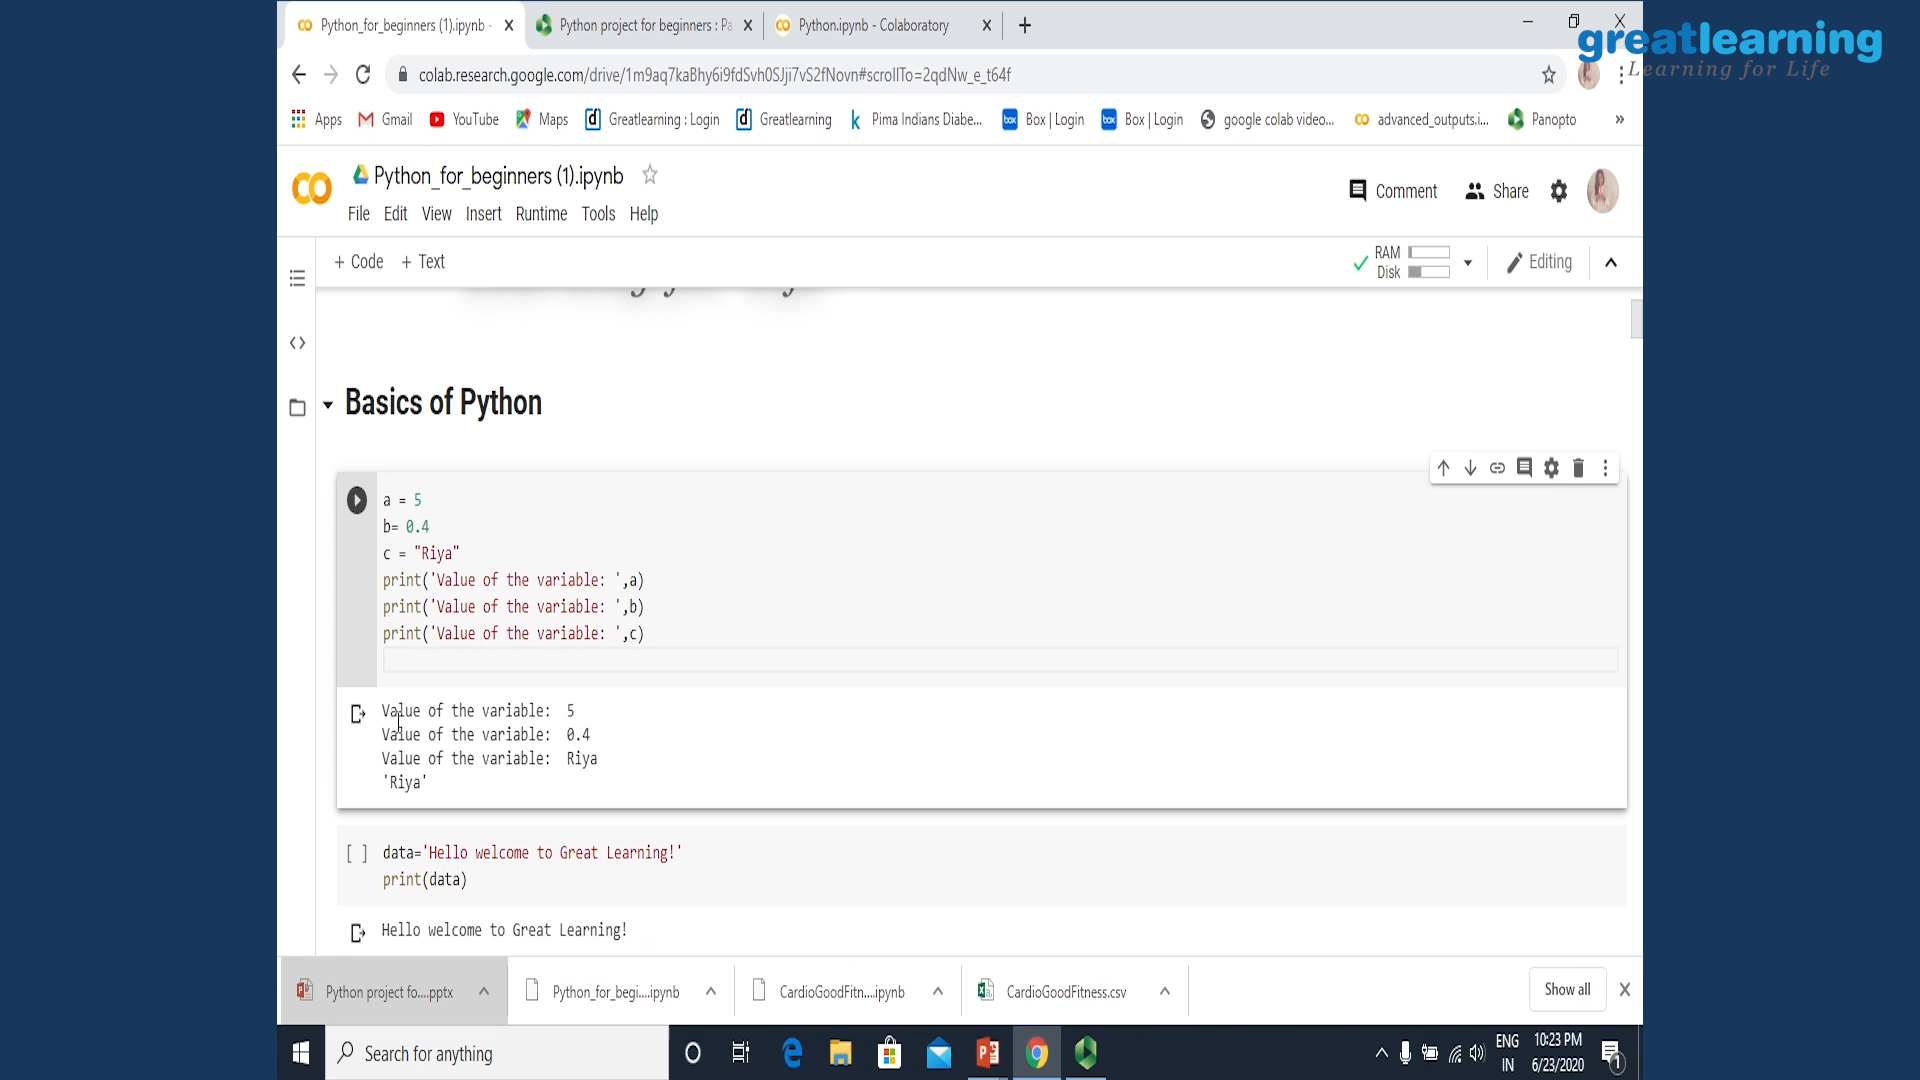 Python_for_beginners (1).ipynb -
Python project for beginners : Pa
Python.ipynb - Colaboratory
greatlearning
Learning for Life
colab.research.google.com/drive/1m9aq7kaBhy6i9fdSvh0SJji7vS2fNovn#scrollTo=2qdNw_e_t64f
Apps
Gmail
YouTube
Maps
Greatlearning : Login
Greatlearning
Pima Indians Diabe...
Box | Login
Box | Login
google colab video...
advanced_outputs.i...
Panopto
»
Python_for_beginners (1).ipynb
Comment
Share
File Edit View Insert Runtime Tools Help
+ Code + Text
RAM
Disk
Editing
Basics of Python
a = 5
b= 0.4
c = "Riya"
print('Value of the variable: ',a)
print('Value of the variable: ',b)
print('Value of the variable: ',c)
Value of the variable:  5
Value of the variable:  0.4
Value of the variable:  Riya
'Riya'
[ ] data='Hello welcome to Great Learning!'
print(data)
Hello welcome to Great Learning!
Python project fo....pptx
Python_for_begi....ipynb
CardioGoodFitn....ipynb
CardioGoodFitness.csv
Show all
Search for anything
ENG
IN
10:23 PM
6/23/2020
1